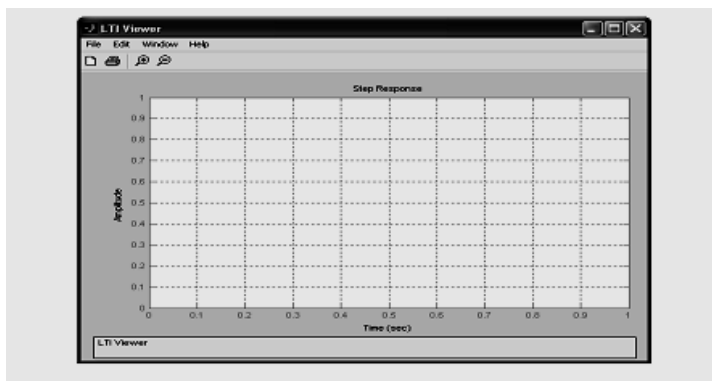 LTI Viewer
File Edit Window Help
Step Response
1
0.9
0.8
0.7
0.6
0.5
0.4
0.3
0.2
0.1
0
Amplitude
0 0.1 0.2 0.3 0.4 0.5 0.6 0.7 0.8 0.9 1
Time (sec)
LTI Viewer